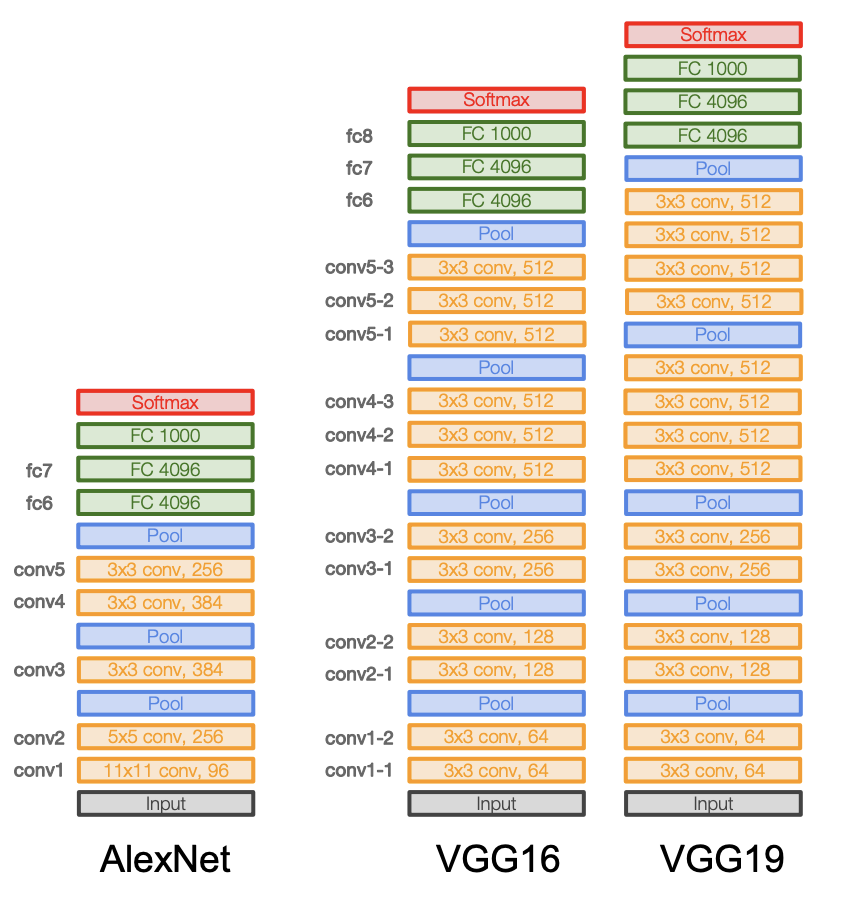 Softmax
FC 1000
fc7 FC 4096
fc6 FC 4096
Pool
conv5 3x3 conv, 256
conv4 3x3 conv, 384
Pool
conv3 3x3 conv, 384
Pool
conv2 5x5 conv, 256
conv1 11x11 conv, 96
Input
AlexNet
Softmax
fc8 FC 1000
fc7 FC 4096
fc6 FC 4096
Pool
conv5-3 3x3 conv, 512
conv5-2 3x3 conv, 512
conv5-1 3x3 conv, 512
Pool
conv4-3 3x3 conv, 512
conv4-2 3x3 conv, 512
conv4-1 3x3 conv, 512
Pool
conv3-2 3x3 conv, 256
conv3-1 3x3 conv, 256
Pool
conv2-2 3x3 conv, 128
conv2-1 3x3 conv, 128
Pool
conv1-2 3x3 conv, 64
conv1-1 3x3 conv, 64
Input
VGG16
Softmax
FC 1000
FC 4096
FC 4096
Pool
3x3 conv, 512
3x3 conv, 512
3x3 conv, 512
3x3 conv, 512
Pool
3x3 conv, 512
3x3 conv, 512
3x3 conv, 512
3x3 conv, 512
Pool
3x3 conv, 256
3x3 conv, 256
Pool
3x3 conv, 128
3x3 conv, 128
Pool
3x3 conv, 64
3x3 conv, 64
Input
VGG19